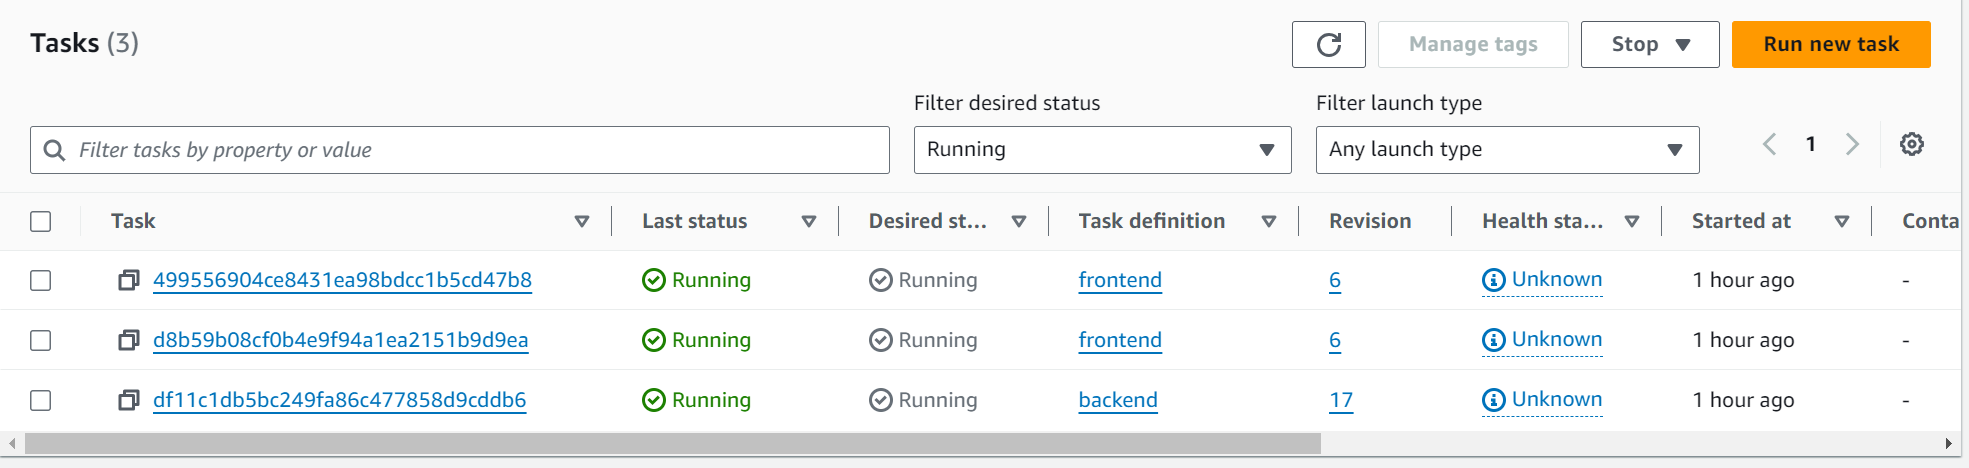 Tasks (3)
Manage tags
Stop
Run new task
Filter desired status
Filter launch type
Filter tasks by property or value
Running
Any launch type
1
Task Last status Desired st... Task definition Revision Health sta... Started at Conta
499556904ce8431ea98bdcc1b5cd47b8 Running Running frontend 6 Unknown 1 hour ago -
d8b59b08cf0b4e9f94a1ea2151b9d9ea Running Running frontend 6 Unknown 1 hour ago -
df11c1db5bc249fa86c477858d9cddb6 Running Running backend 17 Unknown 1 hour ago -